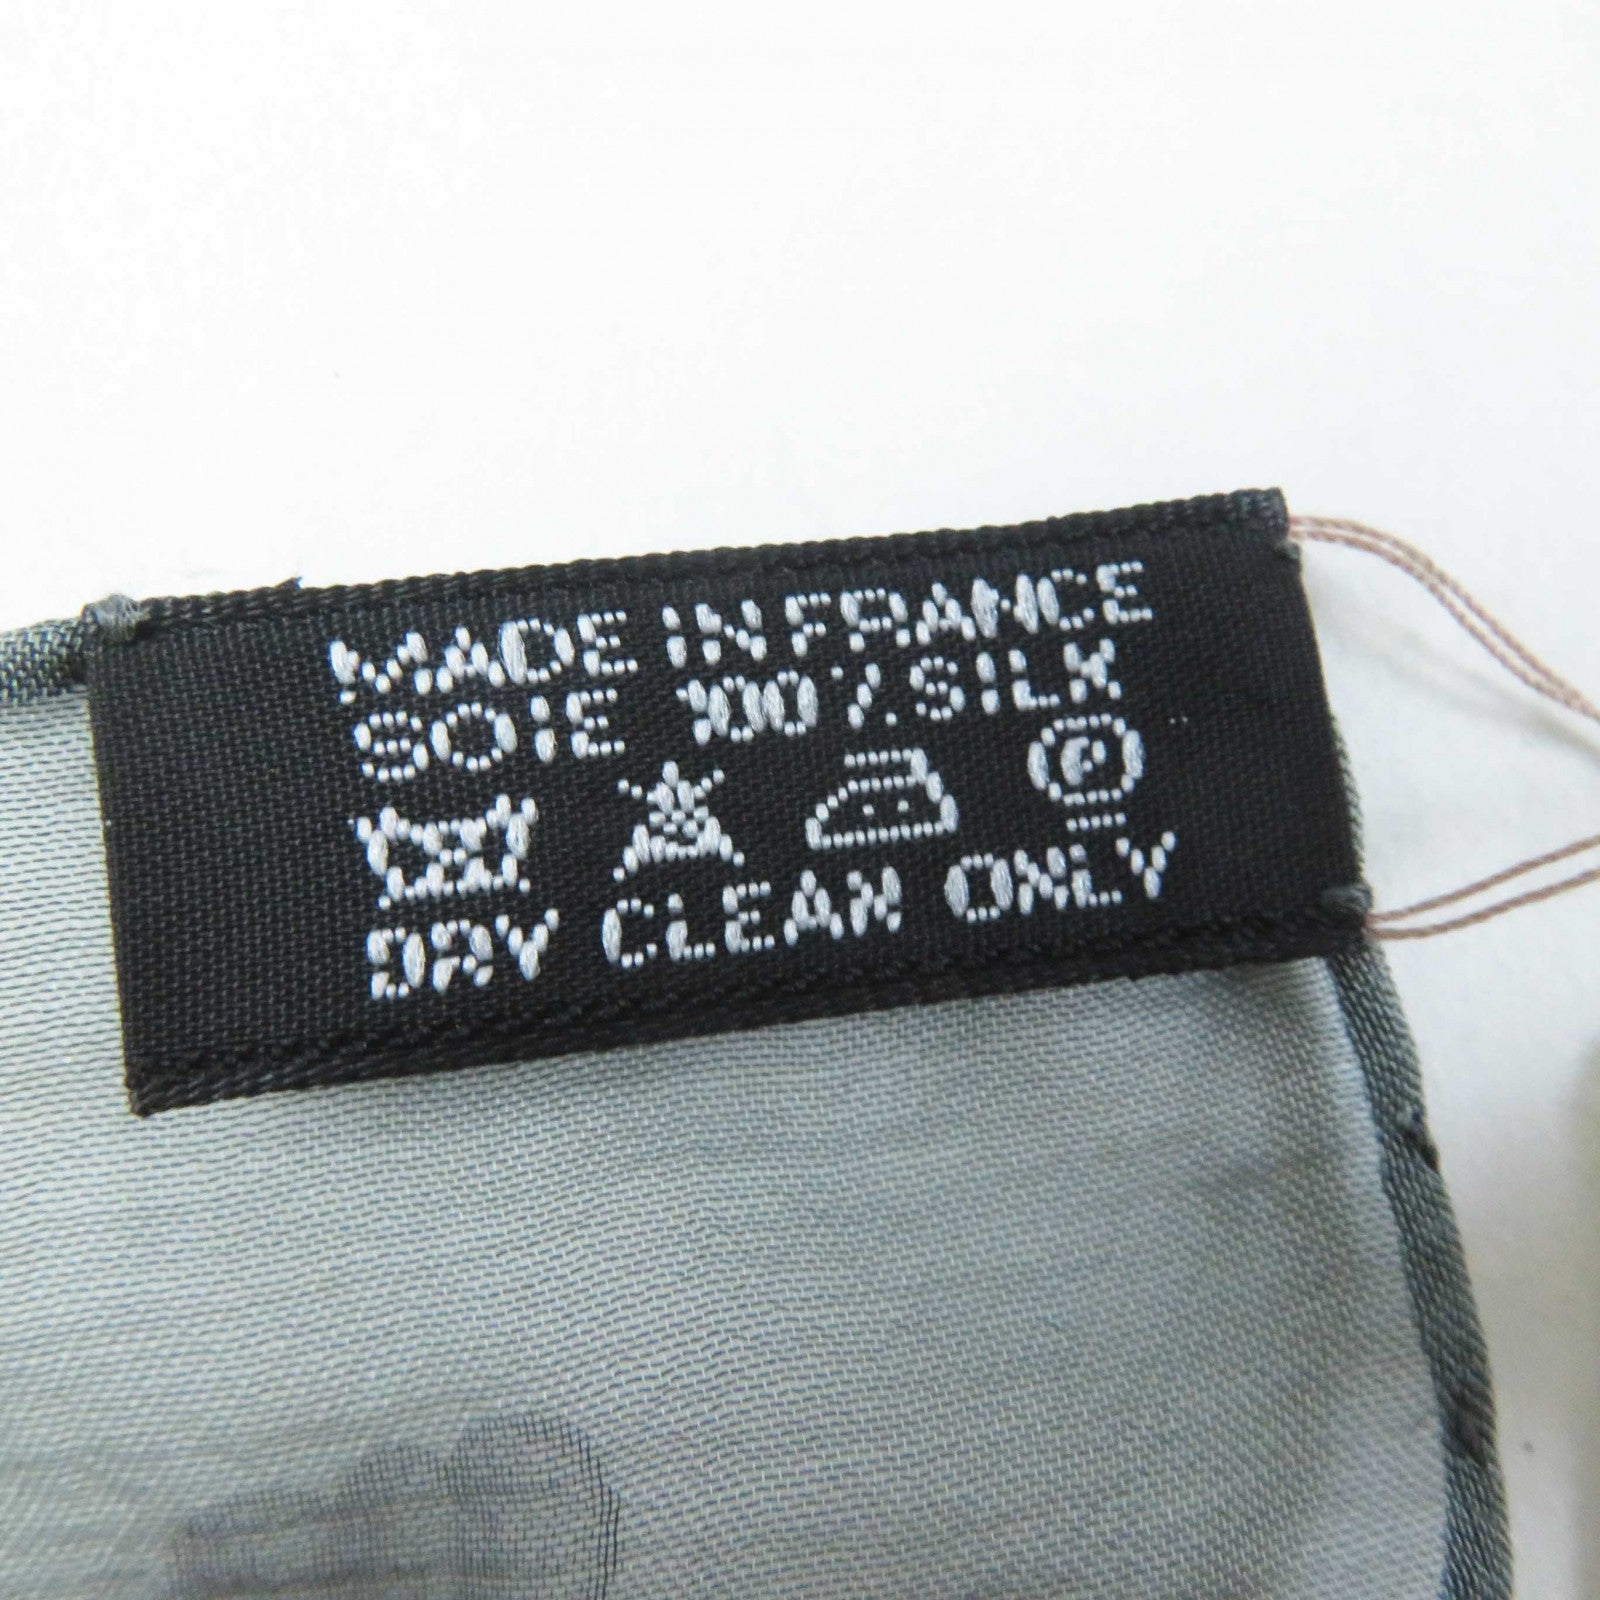 MADE IN FRANCE
SOIE 100% SILK
P
DRY CLEAN ONLY